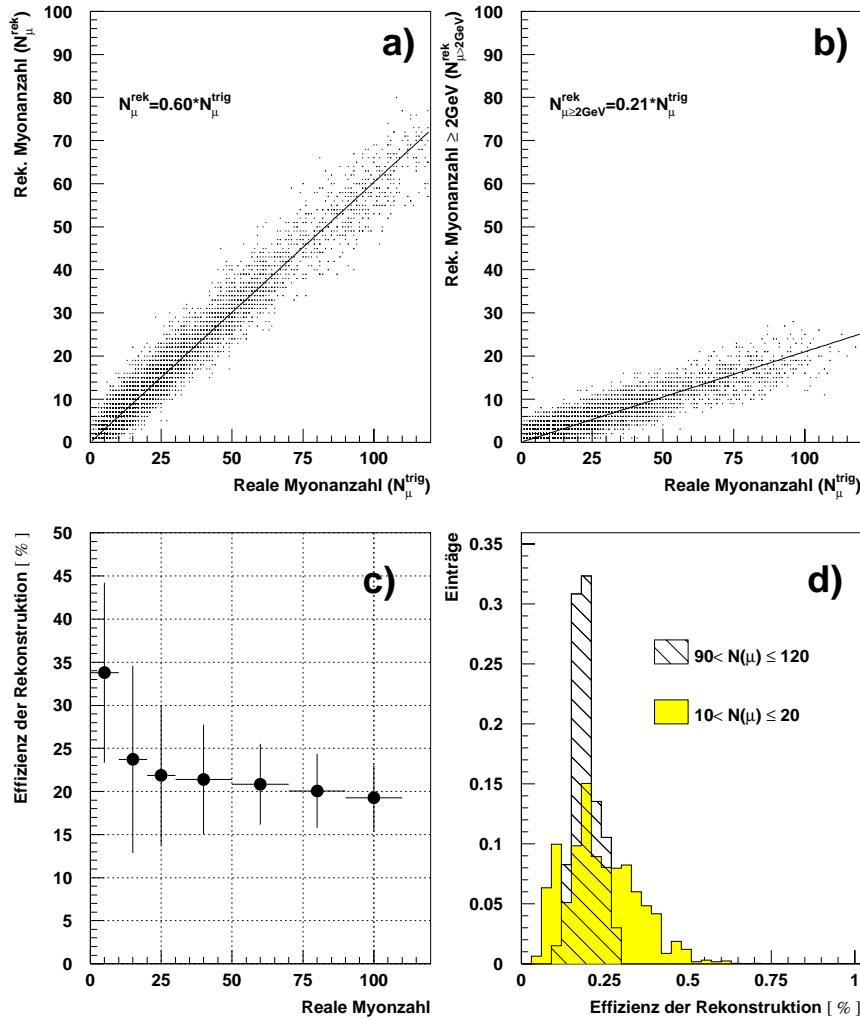 a)
Rek. Myonanzahl (N_μ^rek)
N_μ^rek=0.60*N_μ^trig
100
90
80
70
60
50
40
30
20
10
0
0 25 50 75 100
Reale Myonanzahl (N_μ^trig)
b)
Rek. Myonanzahl ≥ 2GeV (N_μ>2GeV^rek)
N_μ≥2GeV^rek=0.21*N_μ^trig
100
90
80
70
60
50
40
30
20
10
0
0 25 50 75 100
Reale Myonanzahl (N_μ^trig)
c)
Effizienz der Rekonstruktion [ % ]
50
45
40
35
30
25
20
15
10
5
0
0 25 50 75 100
Reale Myonzahl
d)
Einträge
0.35
0.3
0.25
0.2
0.15
0.1
0.05
0
90< N(μ) ≤ 120
10< N(μ) ≤ 20
0 0.25 0.5 0.75 1
Effizienz der Rekonstruktion [ % ]